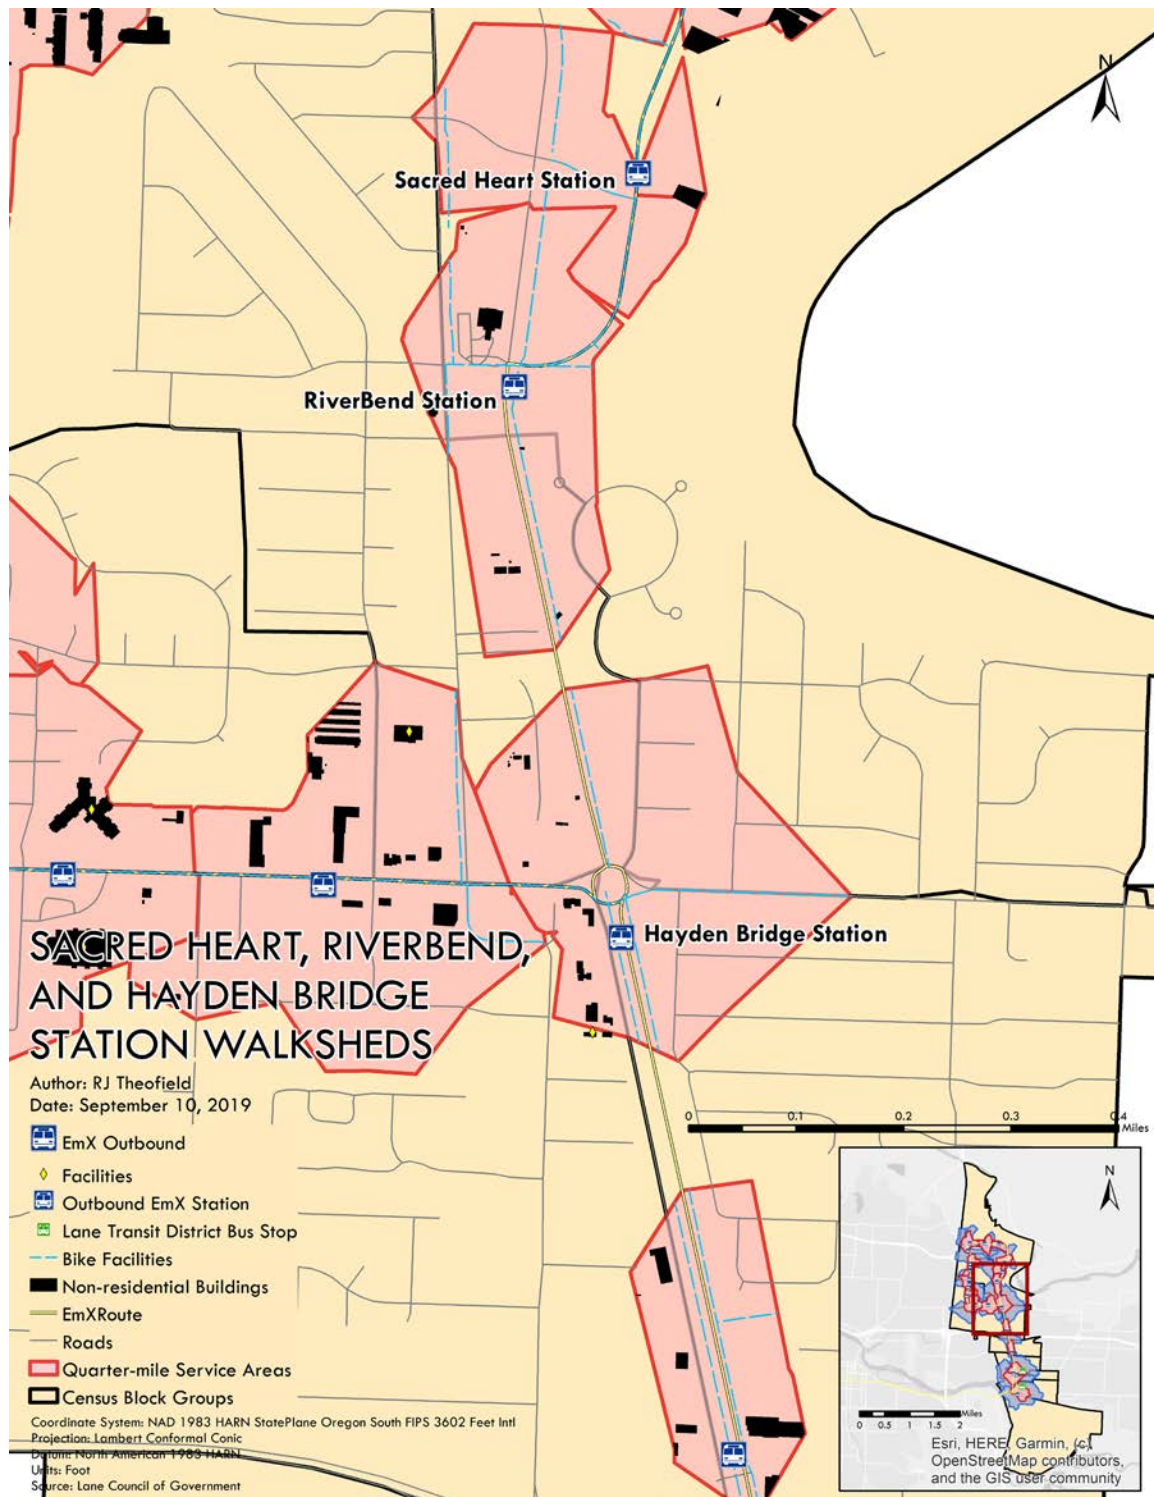 N
Sacred Heart Station
RiverBend Station
Hayden Bridge Station
SACRED HEART, RIVERBEND,
AND HAYDEN BRIDGE
STATION WALKSHEDS
Author: RJ Theofield
Date: September 10, 2019
EmX Outbound
Facilities
Outbound EmX Station
Lane Transit District Bus Stop
Bike Facilities
Non-residential Buildings
EmXRoute
Roads
Quarter-mile Service Areas
Census Block Groups
Coordinate System: NAD 1983 HARN StatePlane Oregon South FIPS 3602 Feet Intl
Projection: Lambert Conformal Conic
Datum: North American 1983 HARN
Units: Foot
Source: Lane Council of Government
0 0.1 0.2 0.3 0.4
Miles
N
0 0.5 1 1.5 2 Miles
Esri, HERE, Garmin, (c)
OpenStreetMap contributors,
and the GIS user community